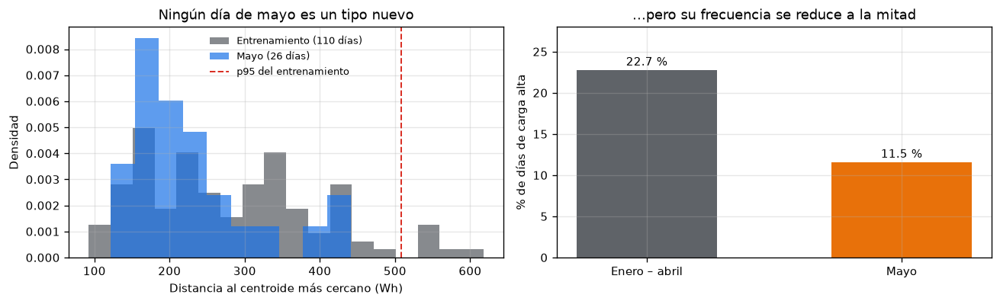 Ningún día de mayo es un tipo nuevo
Entrenamiento (110 días)
Mayo (26 días)
p95 del entrenamiento
Densidad
0.008
0.007
0.006
0.005
0.004
0.003
0.002
0.001
0.000
100 200 300 400 500 600
Distancia al centroide más cercano (Wh)
...pero su frecuencia se reduce a la mitad
% de días de carga alta
25
20
15
10
5
0
22.7 %
11.5 %
Enero – abril
Mayo